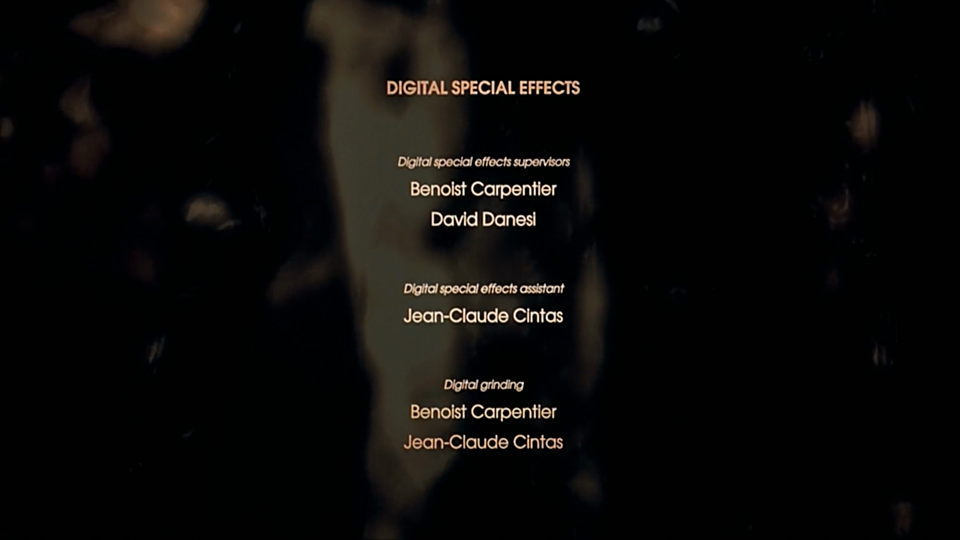 DIGITAL SPECIAL EFFECTS
Digital special effects supervisors
Benoist Carpentier
David Danesi
Digital special effects assistant
Jean-Claude Cintas
Digital grinding
Benoist Carpentier
Jean-Claude Cintas